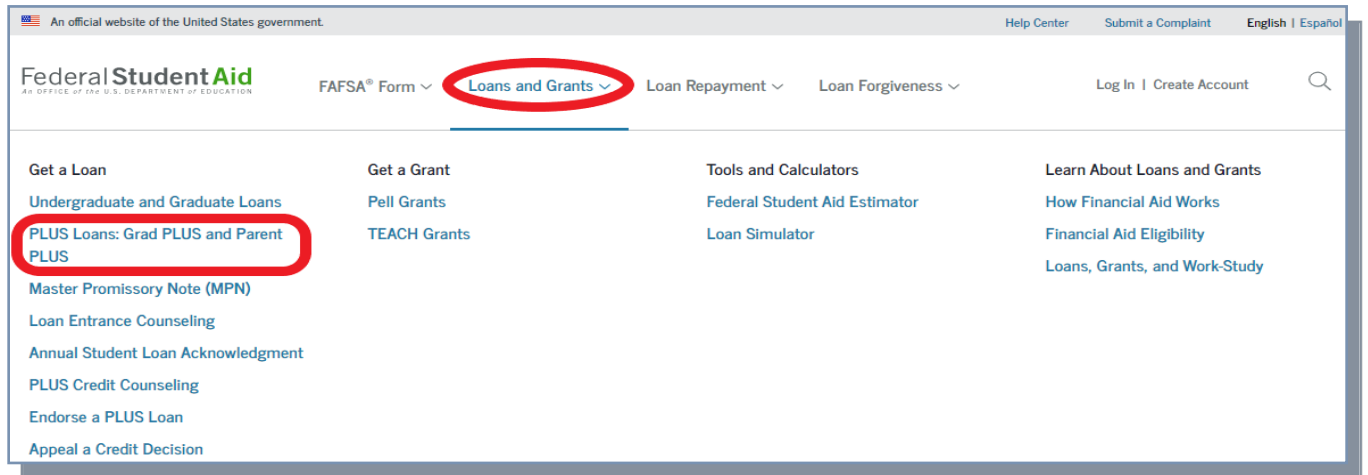 An official website of the United States government.
Help Center
Submit a Complaint
English | Español
Federal Student Aid
An OFFICE of the U.S. DEPARTMENT of EDUCATION
FAFSA® Form
Loans and Grants
Loan Repayment
Loan Forgiveness
Log In | Create Account
Get a Loan
Undergraduate and Graduate Loans
PLUS Loans: Grad PLUS and Parent
PLUS
Master Promissory Note (MPN)
Loan Entrance Counseling
Annual Student Loan Acknowledgment
PLUS Credit Counseling
Endorse a PLUS Loan
Appeal a Credit Decision
Get a Grant
Pell Grants
TEACH Grants
Tools and Calculators
Federal Student Aid Estimator
Loan Simulator
Learn About Loans and Grants
How Financial Aid Works
Financial Aid Eligibility
Loans, Grants, and Work-Study